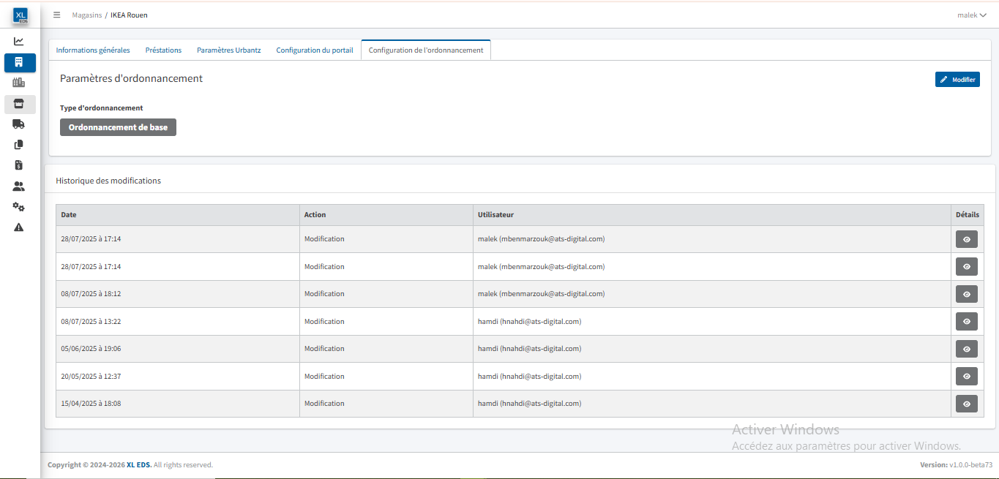 XL
EDS
Magasins / IKEA Rouen
malek
Informations générales
Préstations
Paramètres Urbantz
Configuration du portail
Configuration de l'ordonnancement
Paramètres d'ordonnancement
Modifier
Type d'ordonnancement
Ordonnancement de base
Historique des modifications
Date Action Utilisateur Détails
28/07/2025 à 17:14 Modification malek (mbenmarzouk@ats-digital.com)
28/07/2025 à 17:14 Modification malek (mbenmarzouk@ats-digital.com)
08/07/2025 à 18:12 Modification malek (mbenmarzouk@ats-digital.com)
08/07/2025 à 13:22 Modification hamdi (hnahdi@ats-digital.com)
05/06/2025 à 19:06 Modification hamdi (hnahdi@ats-digital.com)
20/05/2025 à 12:37 Modification hamdi (hnahdi@ats-digital.com)
15/04/2025 à 18:08 Modification hamdi (hnahdi@ats-digital.com)
Activer Windows
Accédez aux paramètres pour activer Windows.
Copyright © 2024-2026 XL EDS. All rights reserved.
Version: v1.0.0-beta73